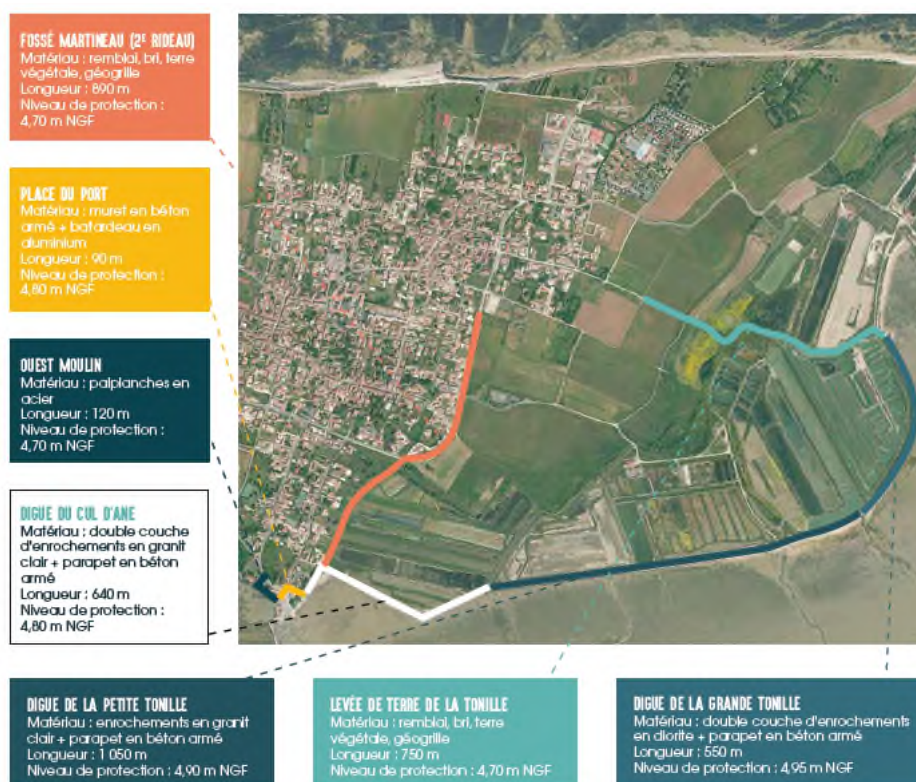 FOSSÉ MARTINEAU (2E RIDEAU)
Matériau : remblai, bri, terre
végétale, géogrille
Longueur : 890 m
Niveau de protection :
4,70 m NGF
PLACE DU PORT
Matériau : muret en béton
armé + batardeau en
aluminium
Longueur : 90 m
Niveau de protection :
4,80 m NGF
OUEST MOULIN
Matériau : palplanches en
acier
Longueur : 120 m
Niveau de protection :
4,70 m NGF
DIGUE DU CUL D'ANE
Matériau : double couche
d'enrochements en granit
clair + parapet en béton
armé
Longueur : 640 m
Niveau de protection :
4,80 m NGF
DIGUE DE LA PETITE TONILLE
Matériau : enrochements en granit
clair + parapet en béton armé
Longueur : 1 050 m
Niveau de protection : 4,90 m NGF
LEVÉE DE TERRE DE LA TONILLE
Matériau : remblai, bri, terre
végétale, géogrille
Longueur : 750 m
Niveau de protection : 4,70 m NGF
DIGUE DE LA GRANDE TONILLE
Matériau : double couche d'enrochements
en diorite + parapet en béton armé
Longueur : 550 m
Niveau de protection : 4,95 m NGF